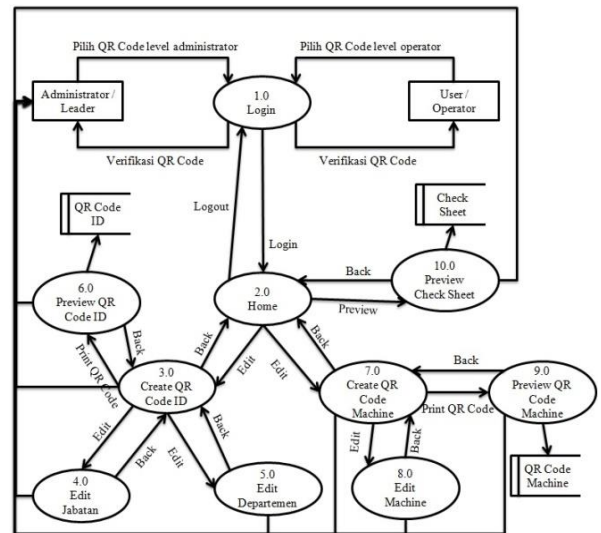 Pilih QR Code level administrator
Pilih QR Code level operator
Administrator /
Leader
1.0
Login
User /
Operator
Verifikasi QR Code
Verifikasi QR Code
QR Code
ID
Logout
Login
Check
Sheet
6.0
Preview QR
Code ID
2.0
Home
Back
Preview
10.0
Preview
Check Sheet
Back
Print QR Code
3.0
Create QR
Code ID
Back
Edit
Edit
Back
7.0
Create QR
Code
Machine
Back
Print QR Code
9.0
Preview QR
Code
Machine
Edit
Back
Edit
Back
Edit
Back
4.0
Edit
Jabatan
5.0
Edit
Departemen
8.0
Edit
Machine
QR Code
Machine